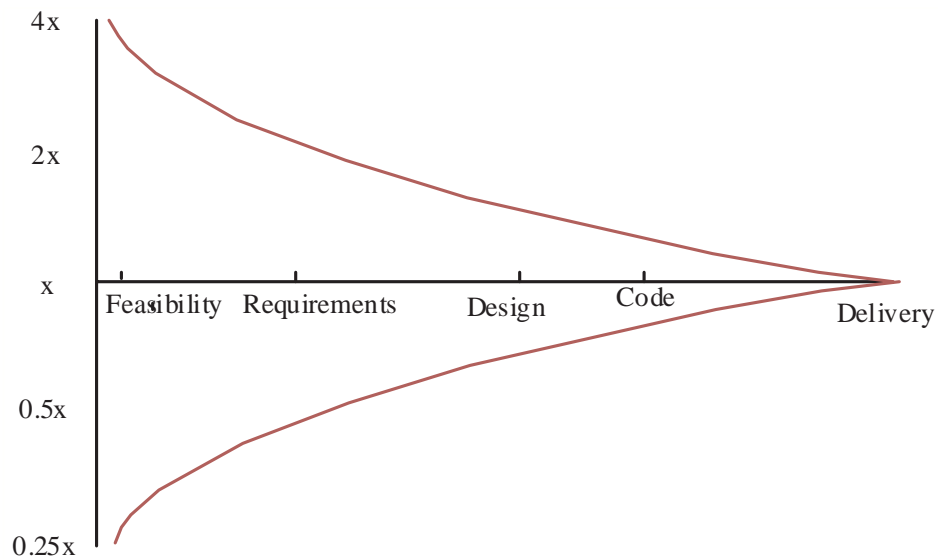 4x
2x
x
Feasibility Requirements Design Code Delivery
0.5x
0.25x